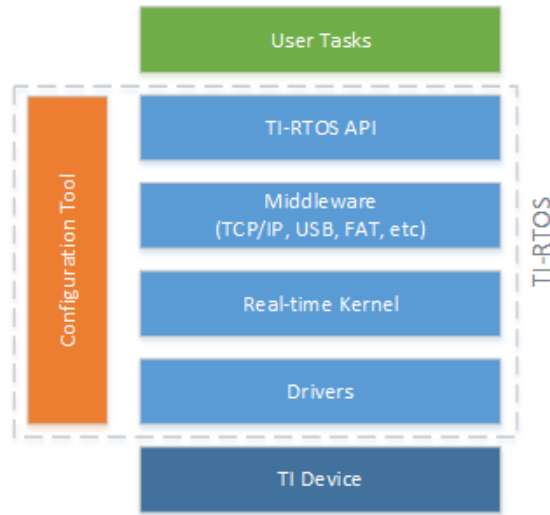 User Tasks
TI-RTOS API
Middleware
(TCP/IP, USB, FAT, etc)
Real-time Kernel
Drivers
TI Device
Configuration Tool
TI-RTOS